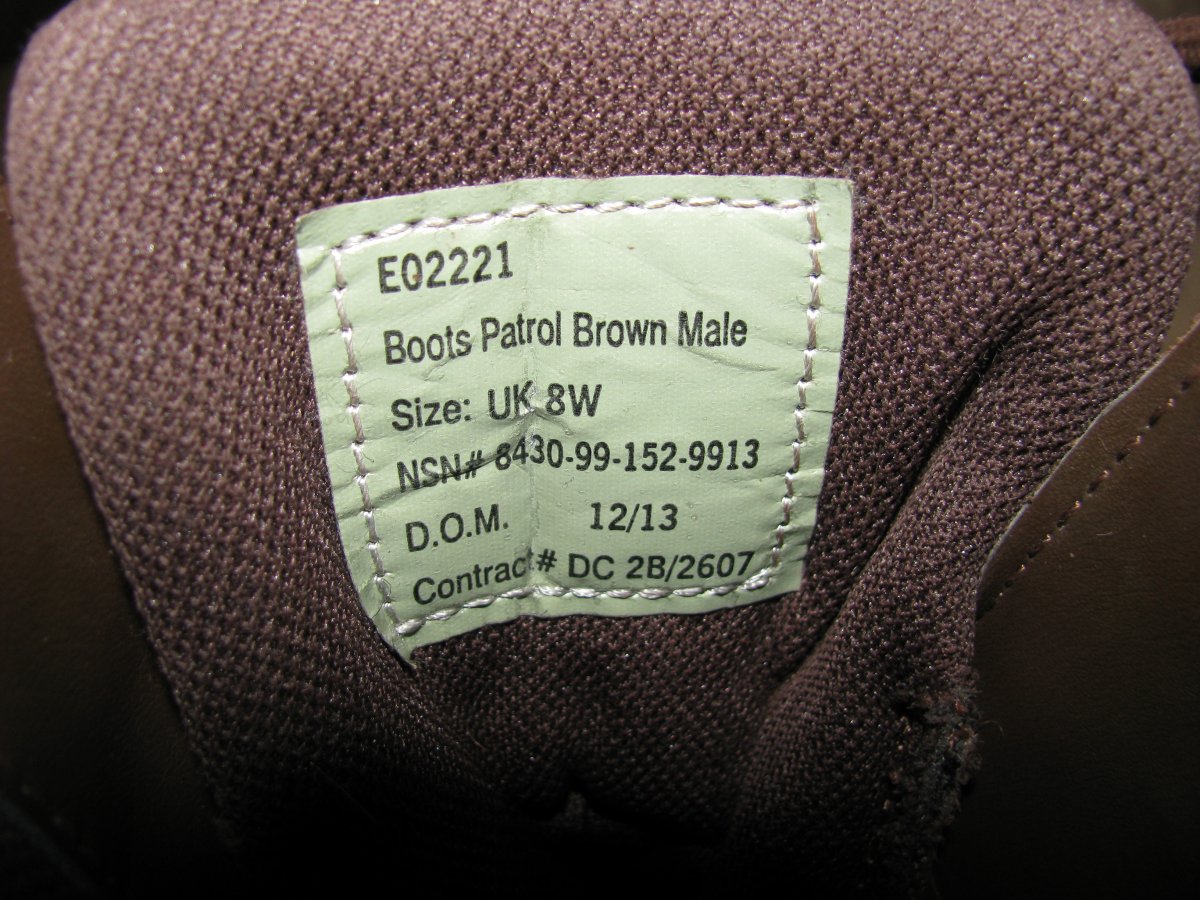 E02221
Boots Patrol Brown Male
Size: UK 8W
NSN# 8430-99-152-9913
D.O.M. 12/13
Contract# DC 2B/2607